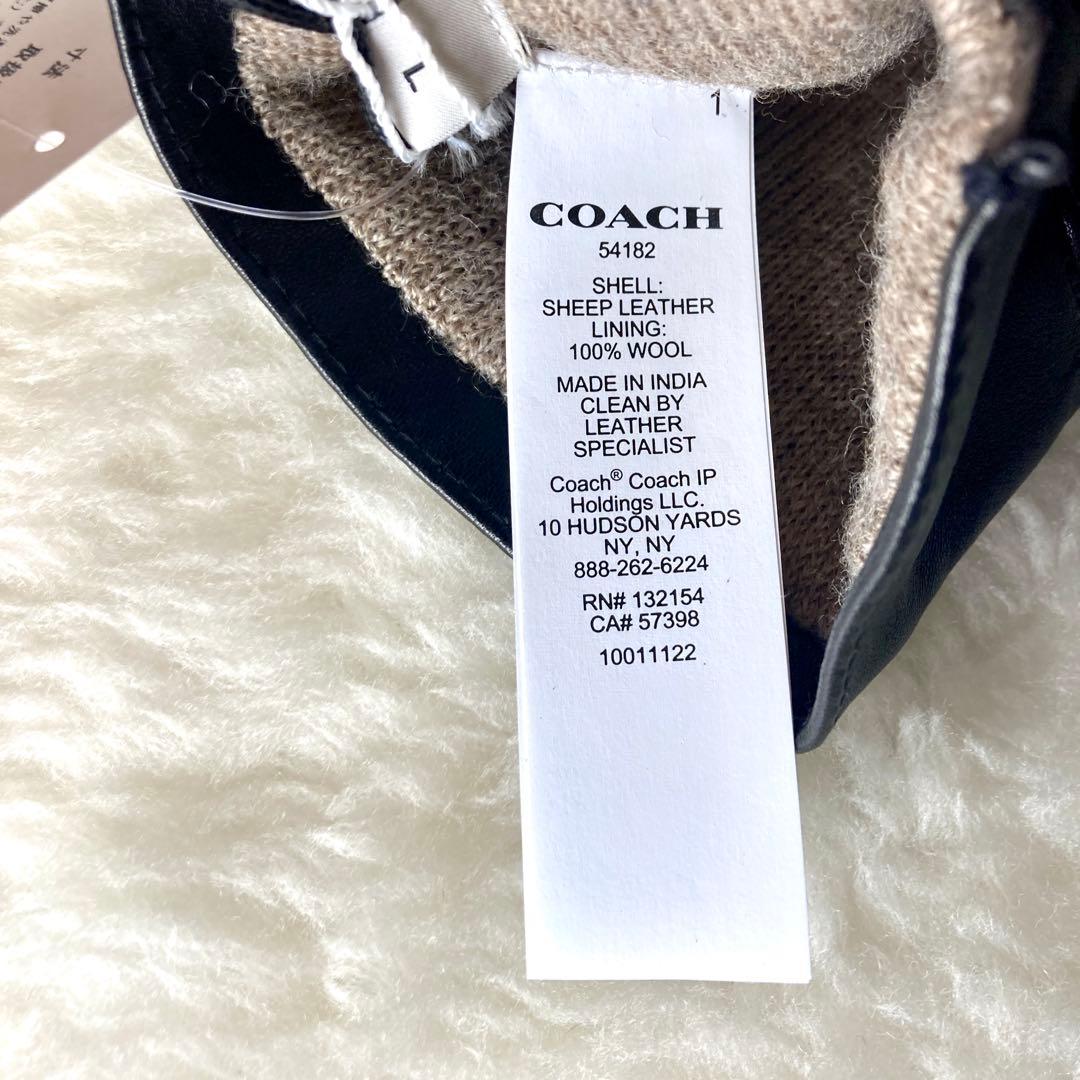 L
1
COACH
54182
SHELL:
SHEEP LEATHER
LINING:
100% WOOL
MADE IN INDIA
CLEAN BY
LEATHER
SPECIALIST
Coach® Coach IP
Holdings LLC.
10 HUDSON YARDS
NY, NY
888-262-6224
RN# 132154
CA# 57398
10011122